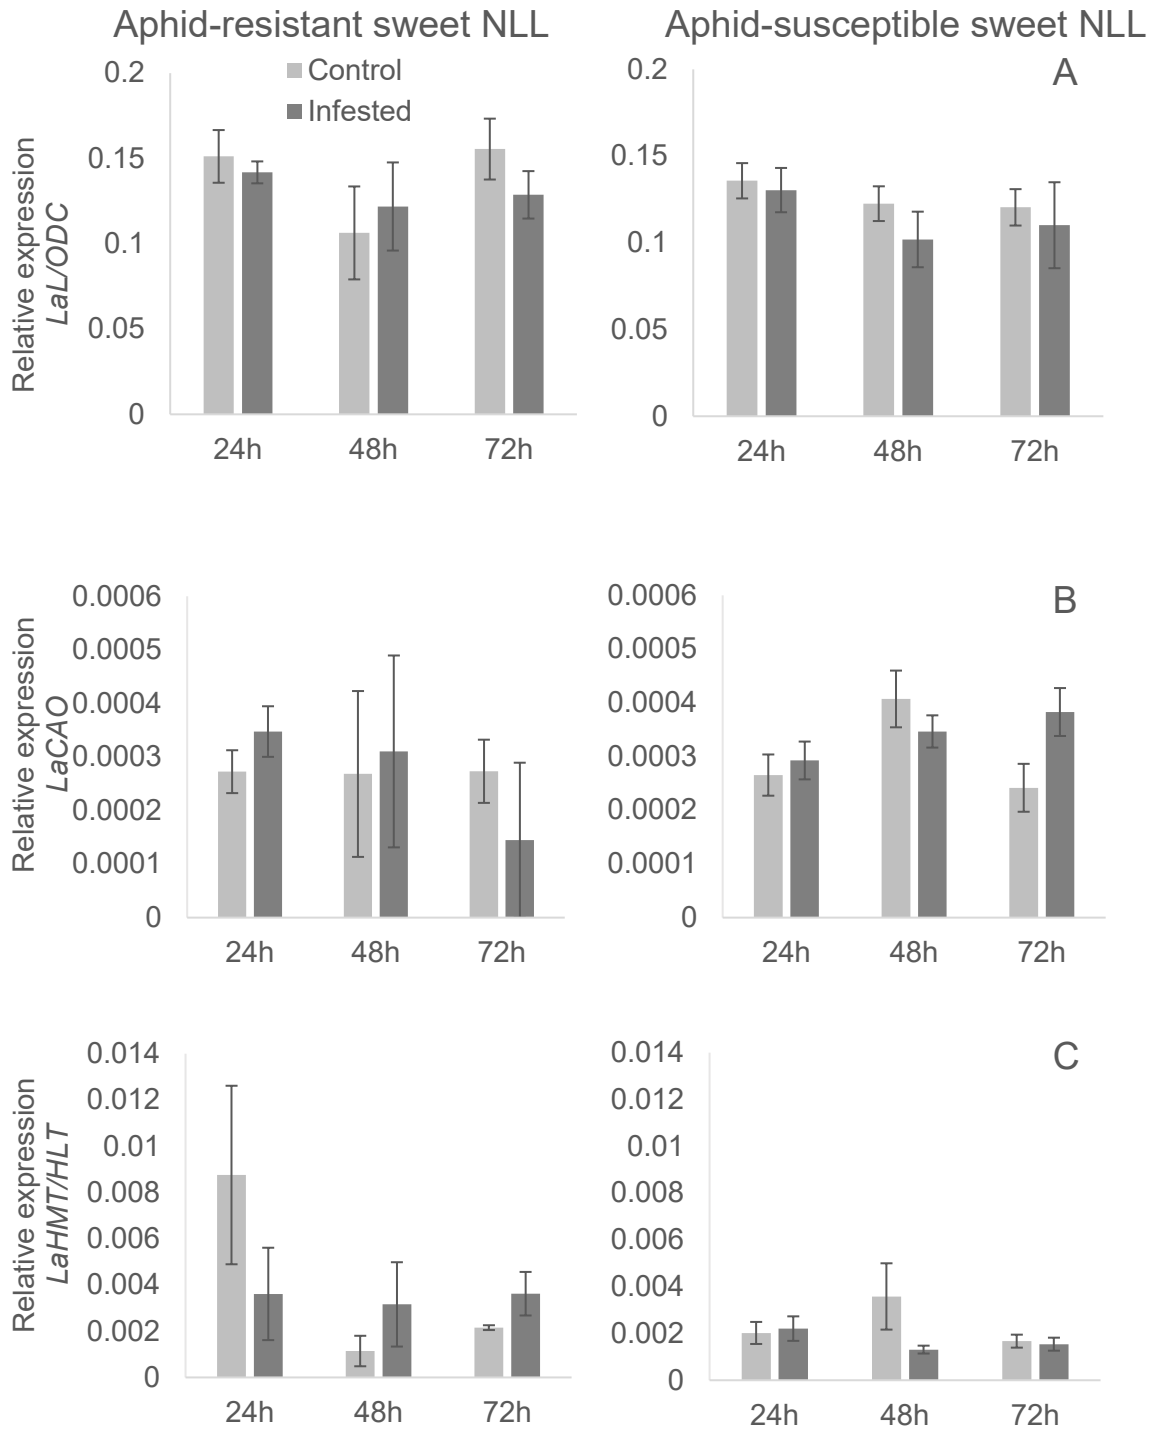 Aphid-resistant sweet NLL
Aphid-susceptible sweet NLL
Control
Infested
A
Relative expression
LaL/ODC
0.2
0.15
0.1
0.05
0
24h 48h 72h
0.2
0.15
0.1
0.05
0
24h 48h 72h
B
Relative expression
LaCAO
0.0006
0.0005
0.0004
0.0003
0.0002
0.0001
0
24h 48h 72h
0.0006
0.0005
0.0004
0.0003
0.0002
0.0001
0
24h 48h 72h
C
Relative expression
LaHMT/HLT
0.014
0.012
0.01
0.008
0.006
0.004
0.002
0
24h 48h 72h
0.014
0.012
0.01
0.008
0.006
0.004
0.002
0
24h 48h 72h